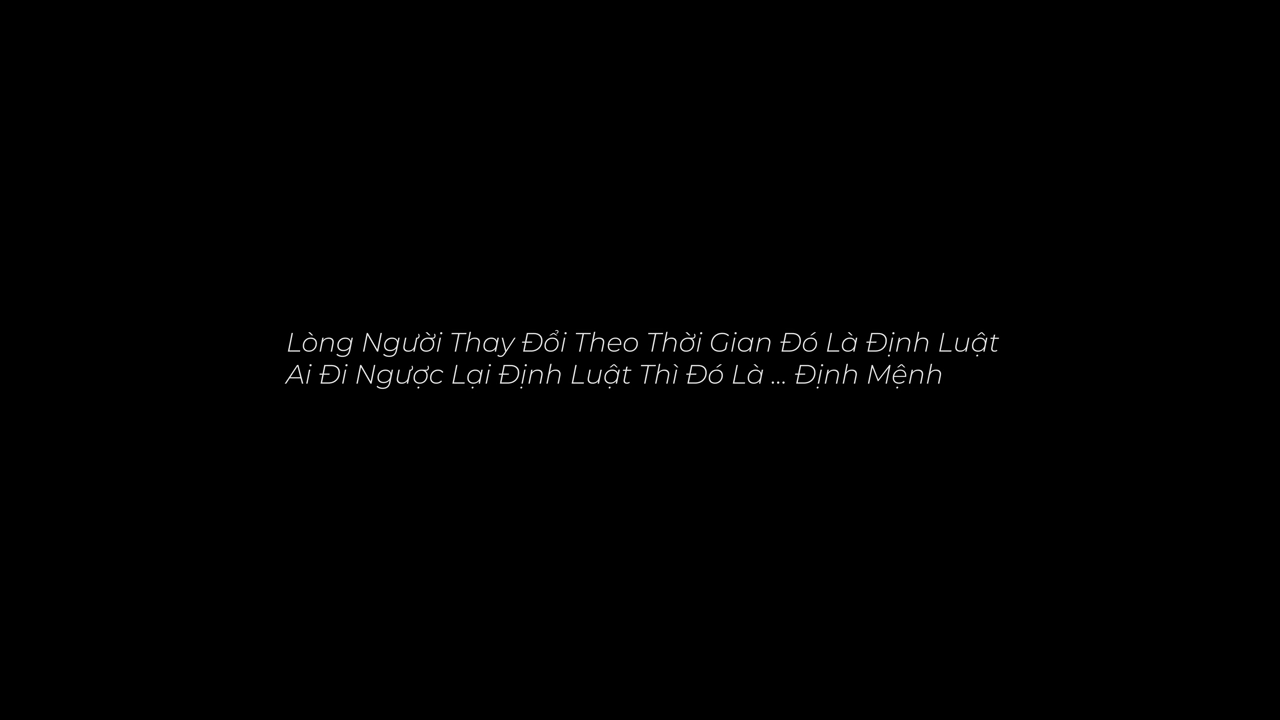 Lòng Người Thay Đổi Theo Thời Gian Đó Là Định Luật
Ai Đi Ngược Lại Định Luật Thì Đó Là ... Định Mệnh